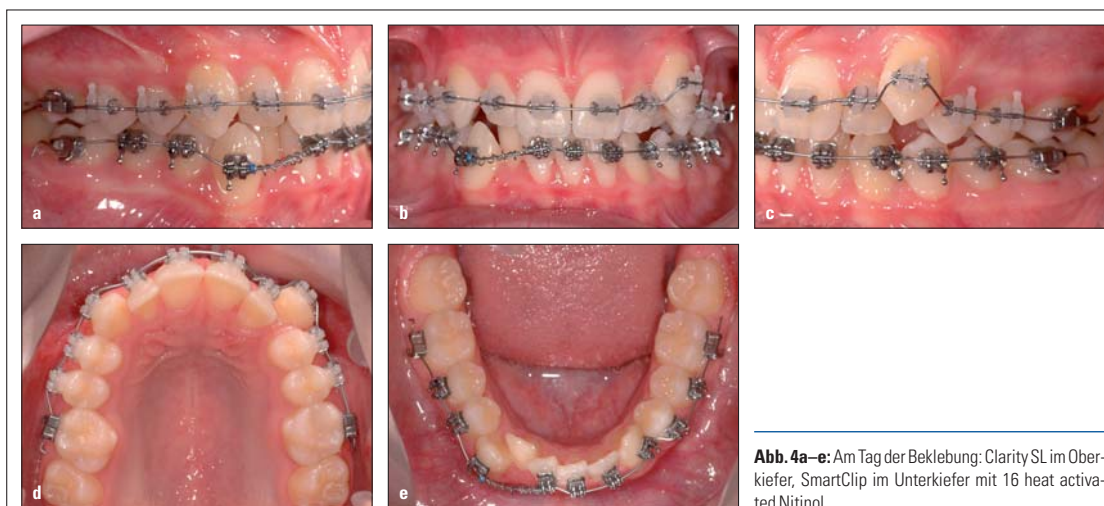 a
b
c
d
e
Abb. 4a–e: Am Tag der Beklebung: Clarity SL im Ober-
kiefer, SmartClip im Unterkiefer mit 16 heat activa-
ted Nitinol.